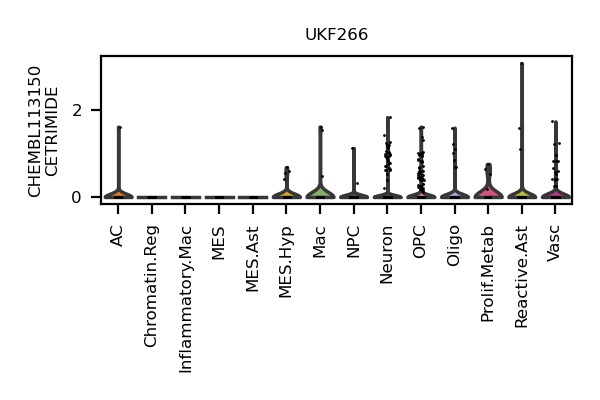 UKF266
CHEMBL113150
CETRIMIDE
2
0
AC
Chromatin.Reg
Inflammatory.Mac
MES
MES.Ast
MES.Hyp
Mac
NPC
Neuron
OPC
Oligo
Prolif.Metab
Reactive.Ast
Vasc